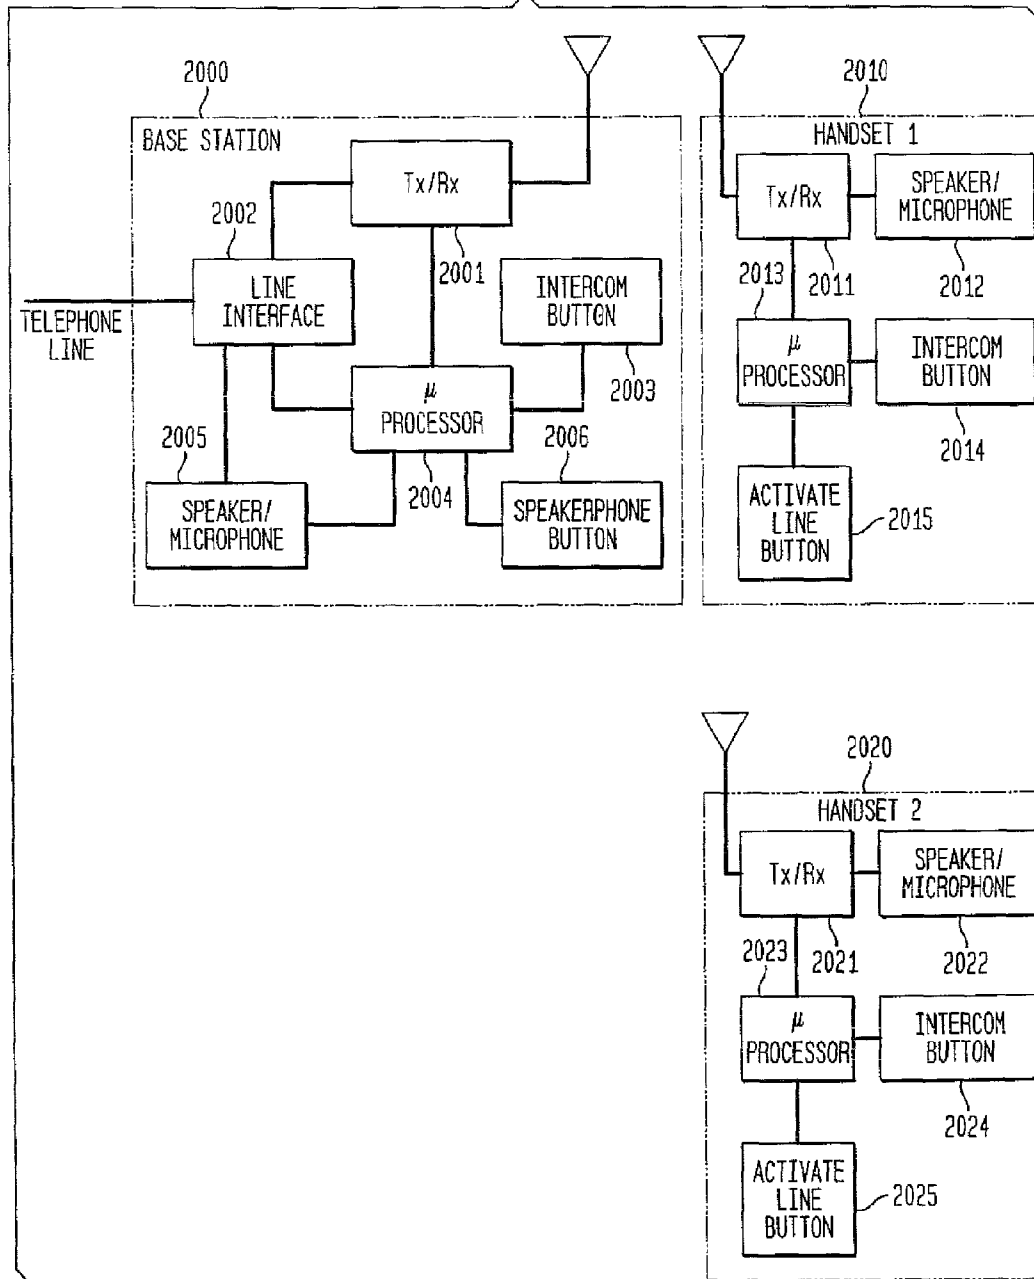 2000
BASE STATION
Tx/Rx
2001
2002
LINE
INTERFACE
TELEPHONE
LINE
INTERCOM
BUTTON
2003
μ
PROCESSOR
2004
2005
SPEAKER/
MICROPHONE
2006
SPEAKERPHONE
BUTTON
2010
HANDSET 1
Tx/Rx
2011
SPEAKER/
MICROPHONE
2012
2013
μ
PROCESSOR
INTERCOM
BUTTON
2014
ACTIVATE
LINE
BUTTON
2015
2020
HANDSET 2
Tx/Rx
2021
SPEAKER/
MICROPHONE
2022
2023
μ
PROCESSOR
INTERCOM
BUTTON
2024
ACTIVATE
LINE
BUTTON
2025